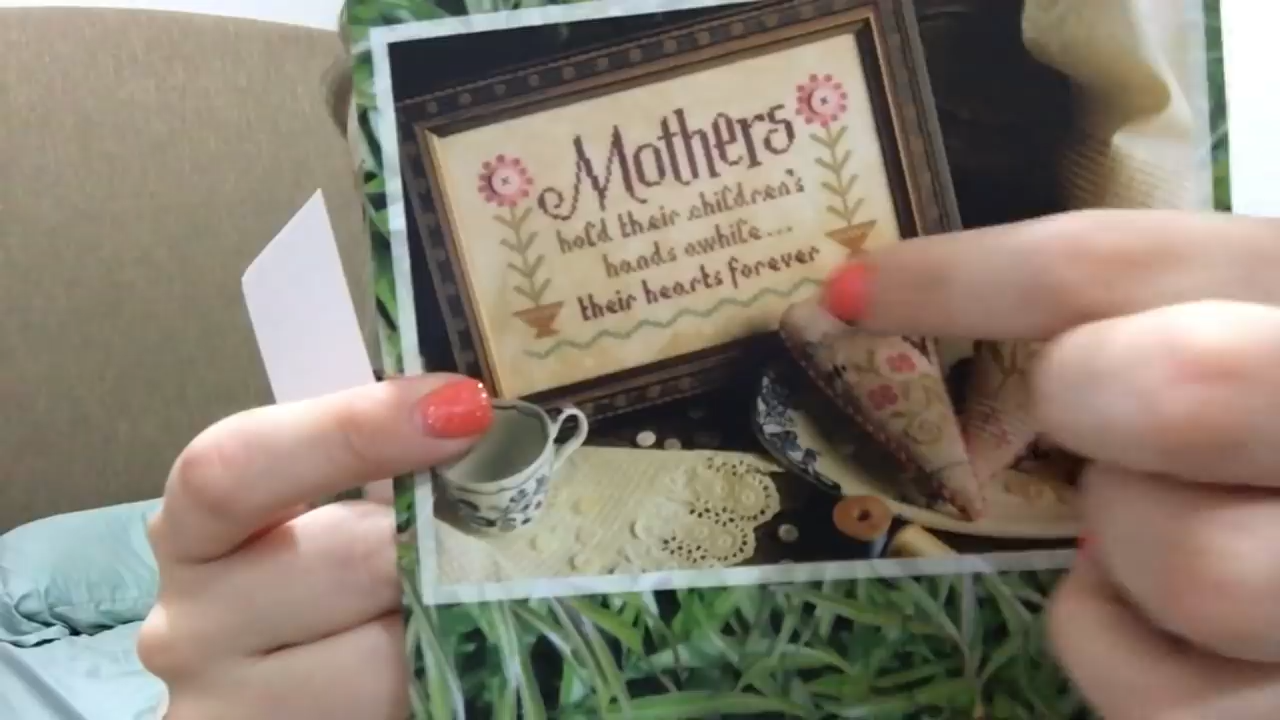 Mothers
hold their children's
hands awhile...
their hearts forever